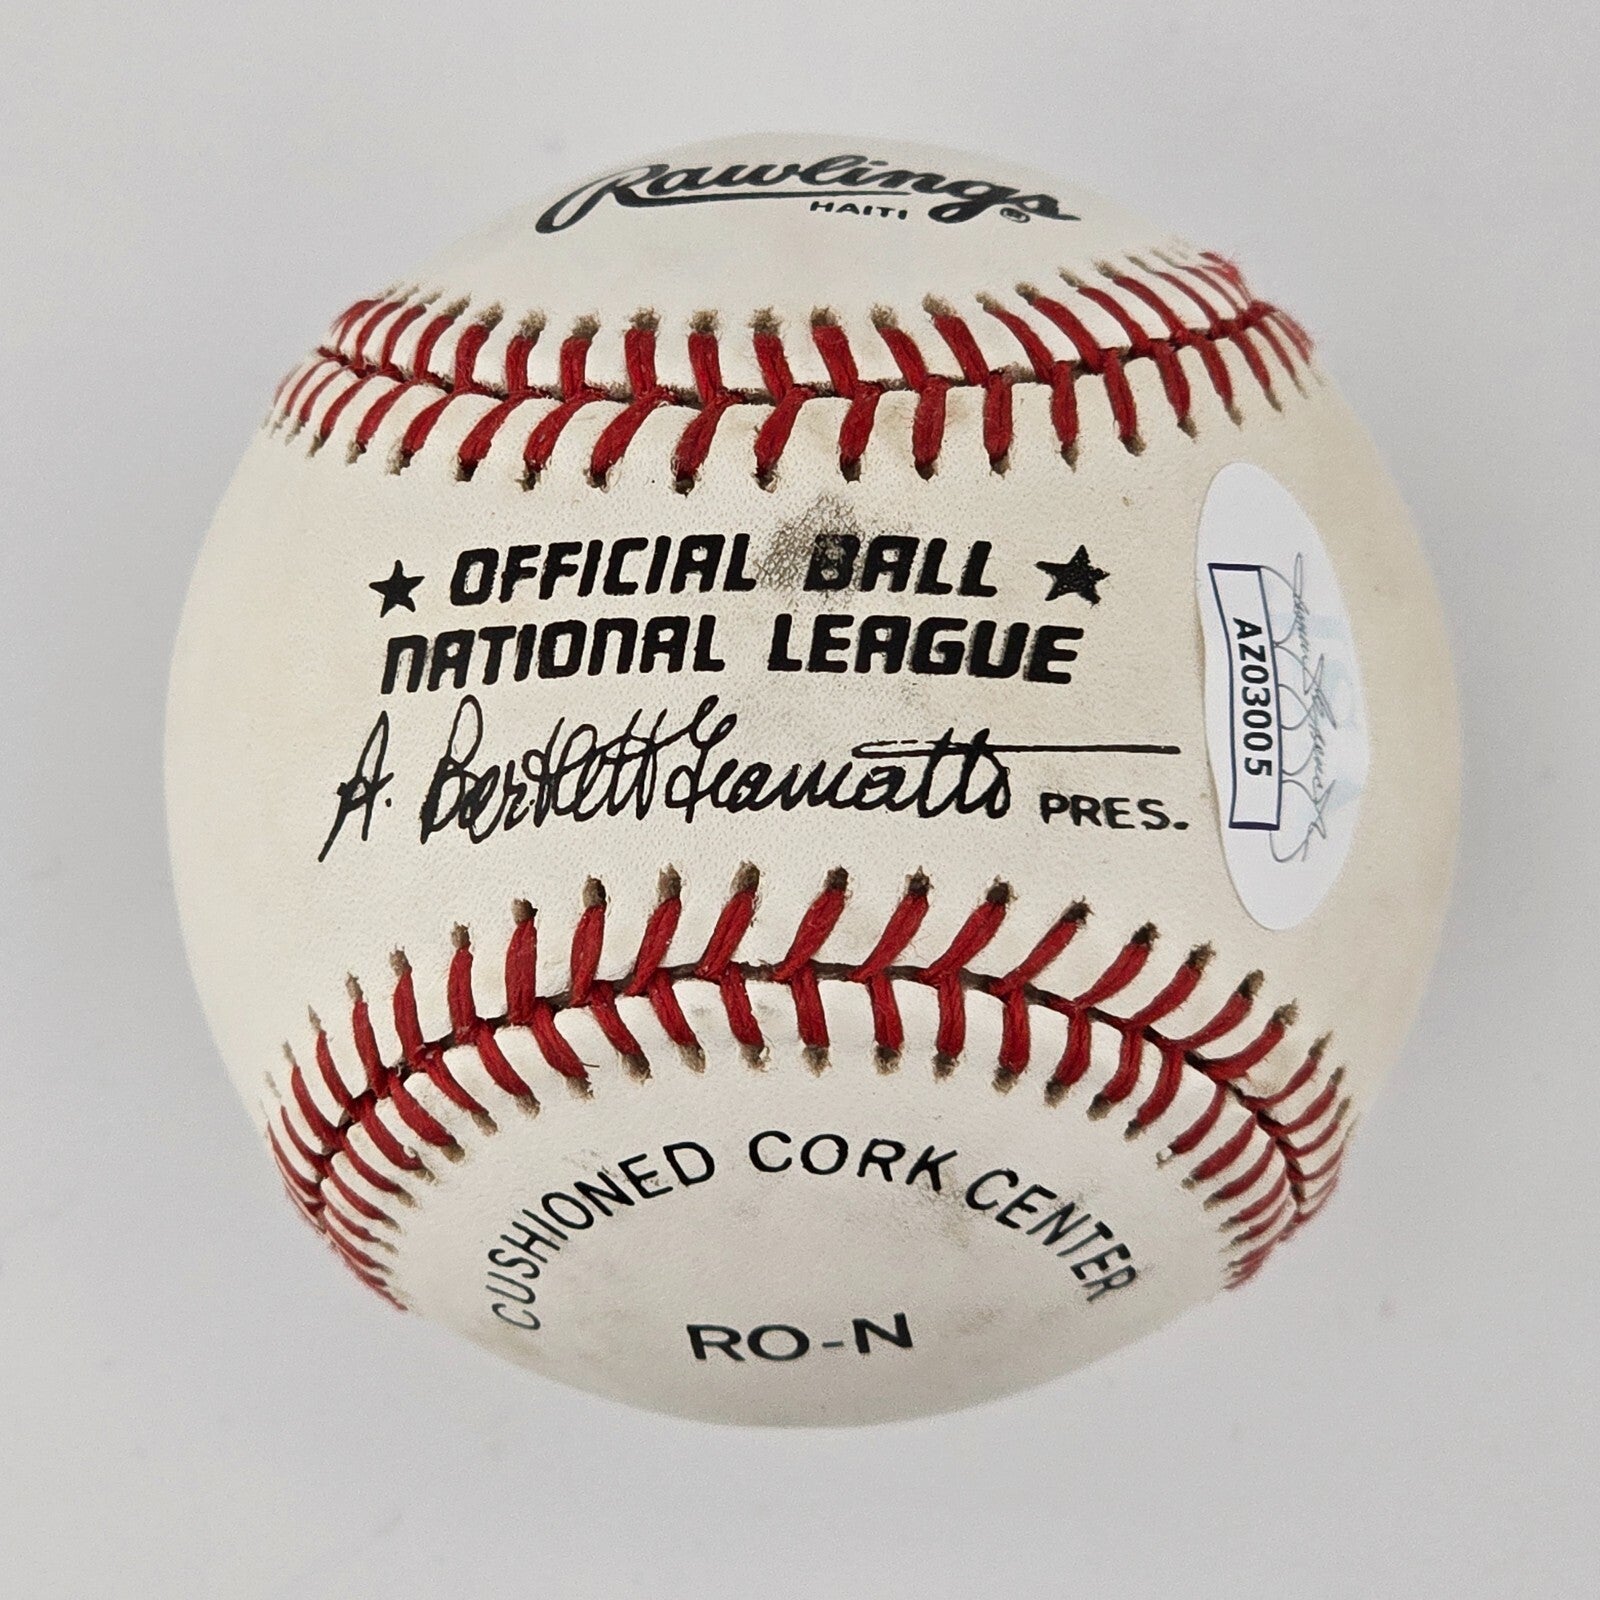 Rawlings
HAITI ®
★ OFFICIAL BALL ★
NATIONAL LEAGUE
A. Bartlett Giamatti PRES.
AZ03005
CUSHIONED CORK CENTER
RO-N